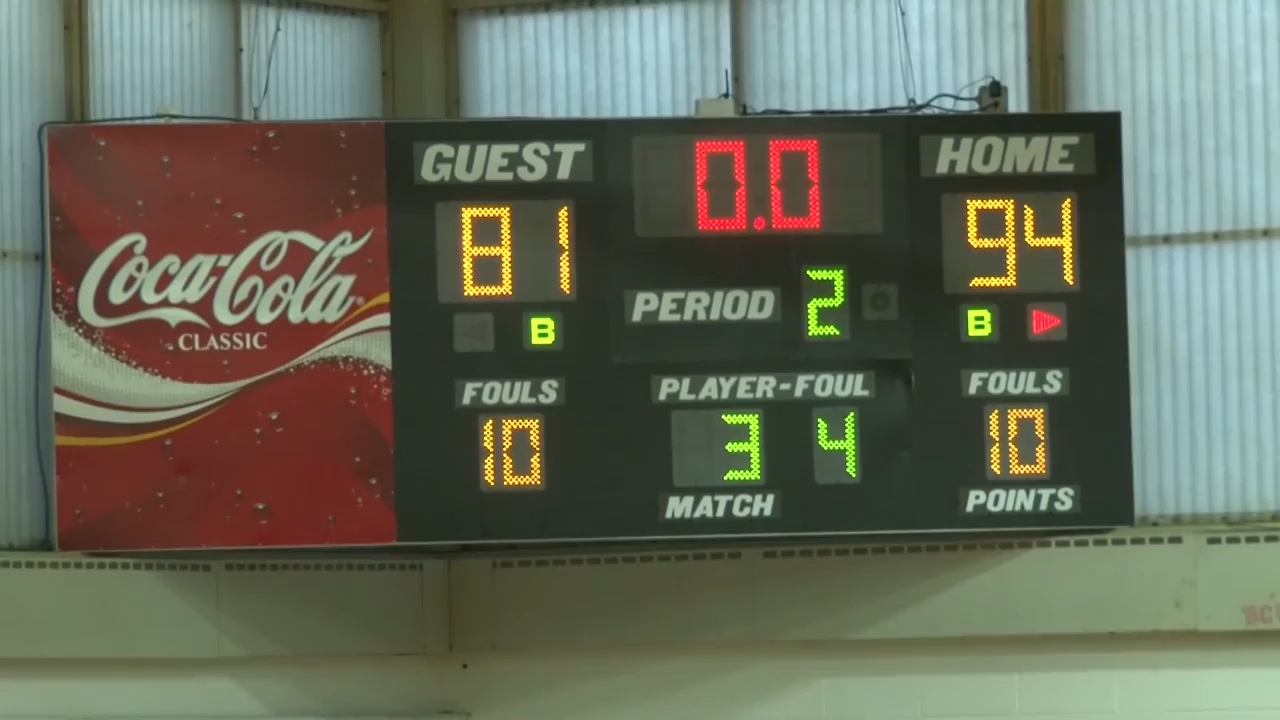 Coca-Cola
CLASSIC
GUEST
81
B
FOULS
10
0.0
PERIOD 2
PLAYER-FOUL
3 4
MATCH
HOME
94
B
FOULS
10
POINTS